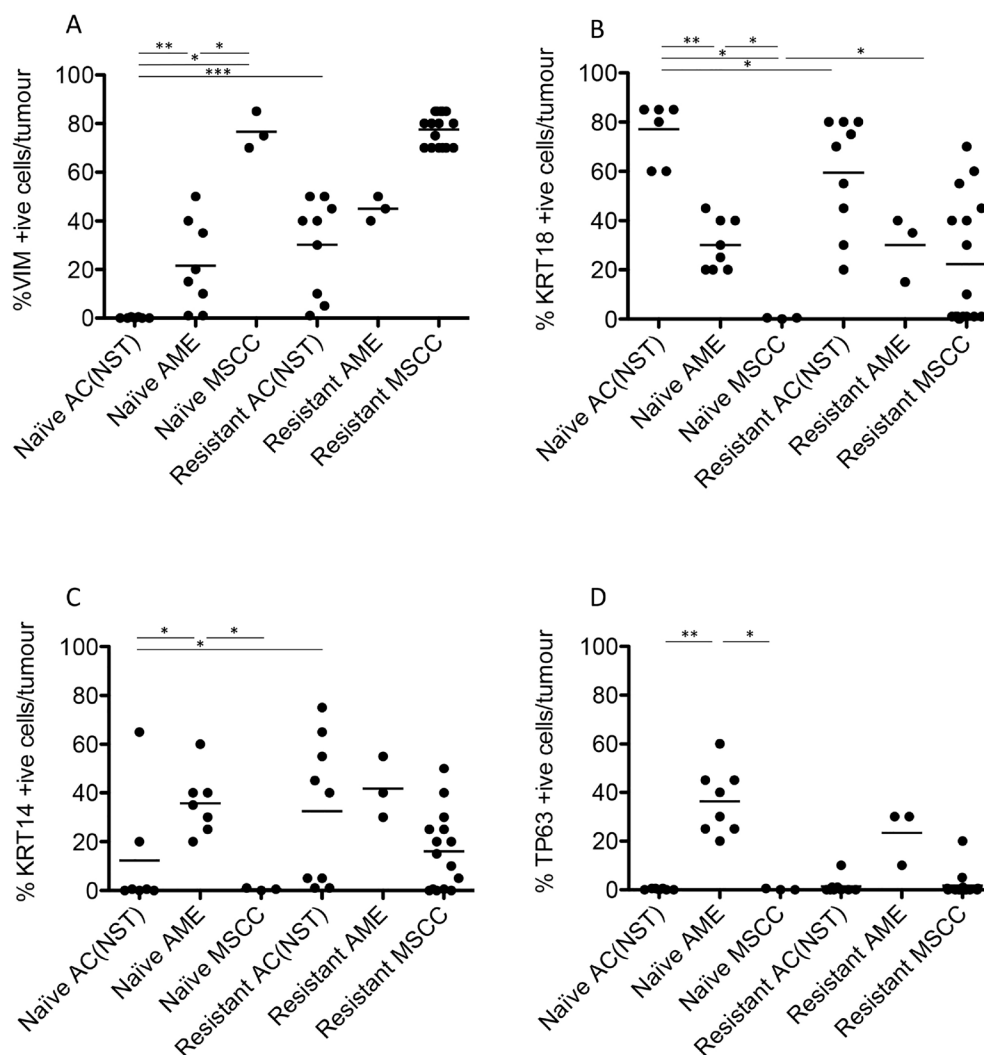 A
** *
*
***
%VIM +ive cells/tumour
100
80
60
40
20
0
Naïve AC(NST)
Naïve AME
Naïve MSCC
Resistant AC(NST)
Resistant AME
Resistant MSCC
B
** *
* *
*
% KRT18 +ive cells/tumour
100
80
60
40
20
0
Naïve AC(NST)
Naïve AME
Naïve MSCC
Resistant AC(NST)
Resistant AME
Resistant MSCC
C
* *
*
% KRT14 +ive cells/tumour
100
80
60
40
20
0
Naïve AC(NST)
Naïve AME
Naïve MSCC
Resistant AC(NST)
Resistant AME
Resistant MSCC
D
** *
% TP63 +ive cells/tumour
100
80
60
40
20
0
Naïve AC(NST)
Naïve AME
Naïve MSCC
Resistant AC(NST)
Resistant AME
Resistant MSCC